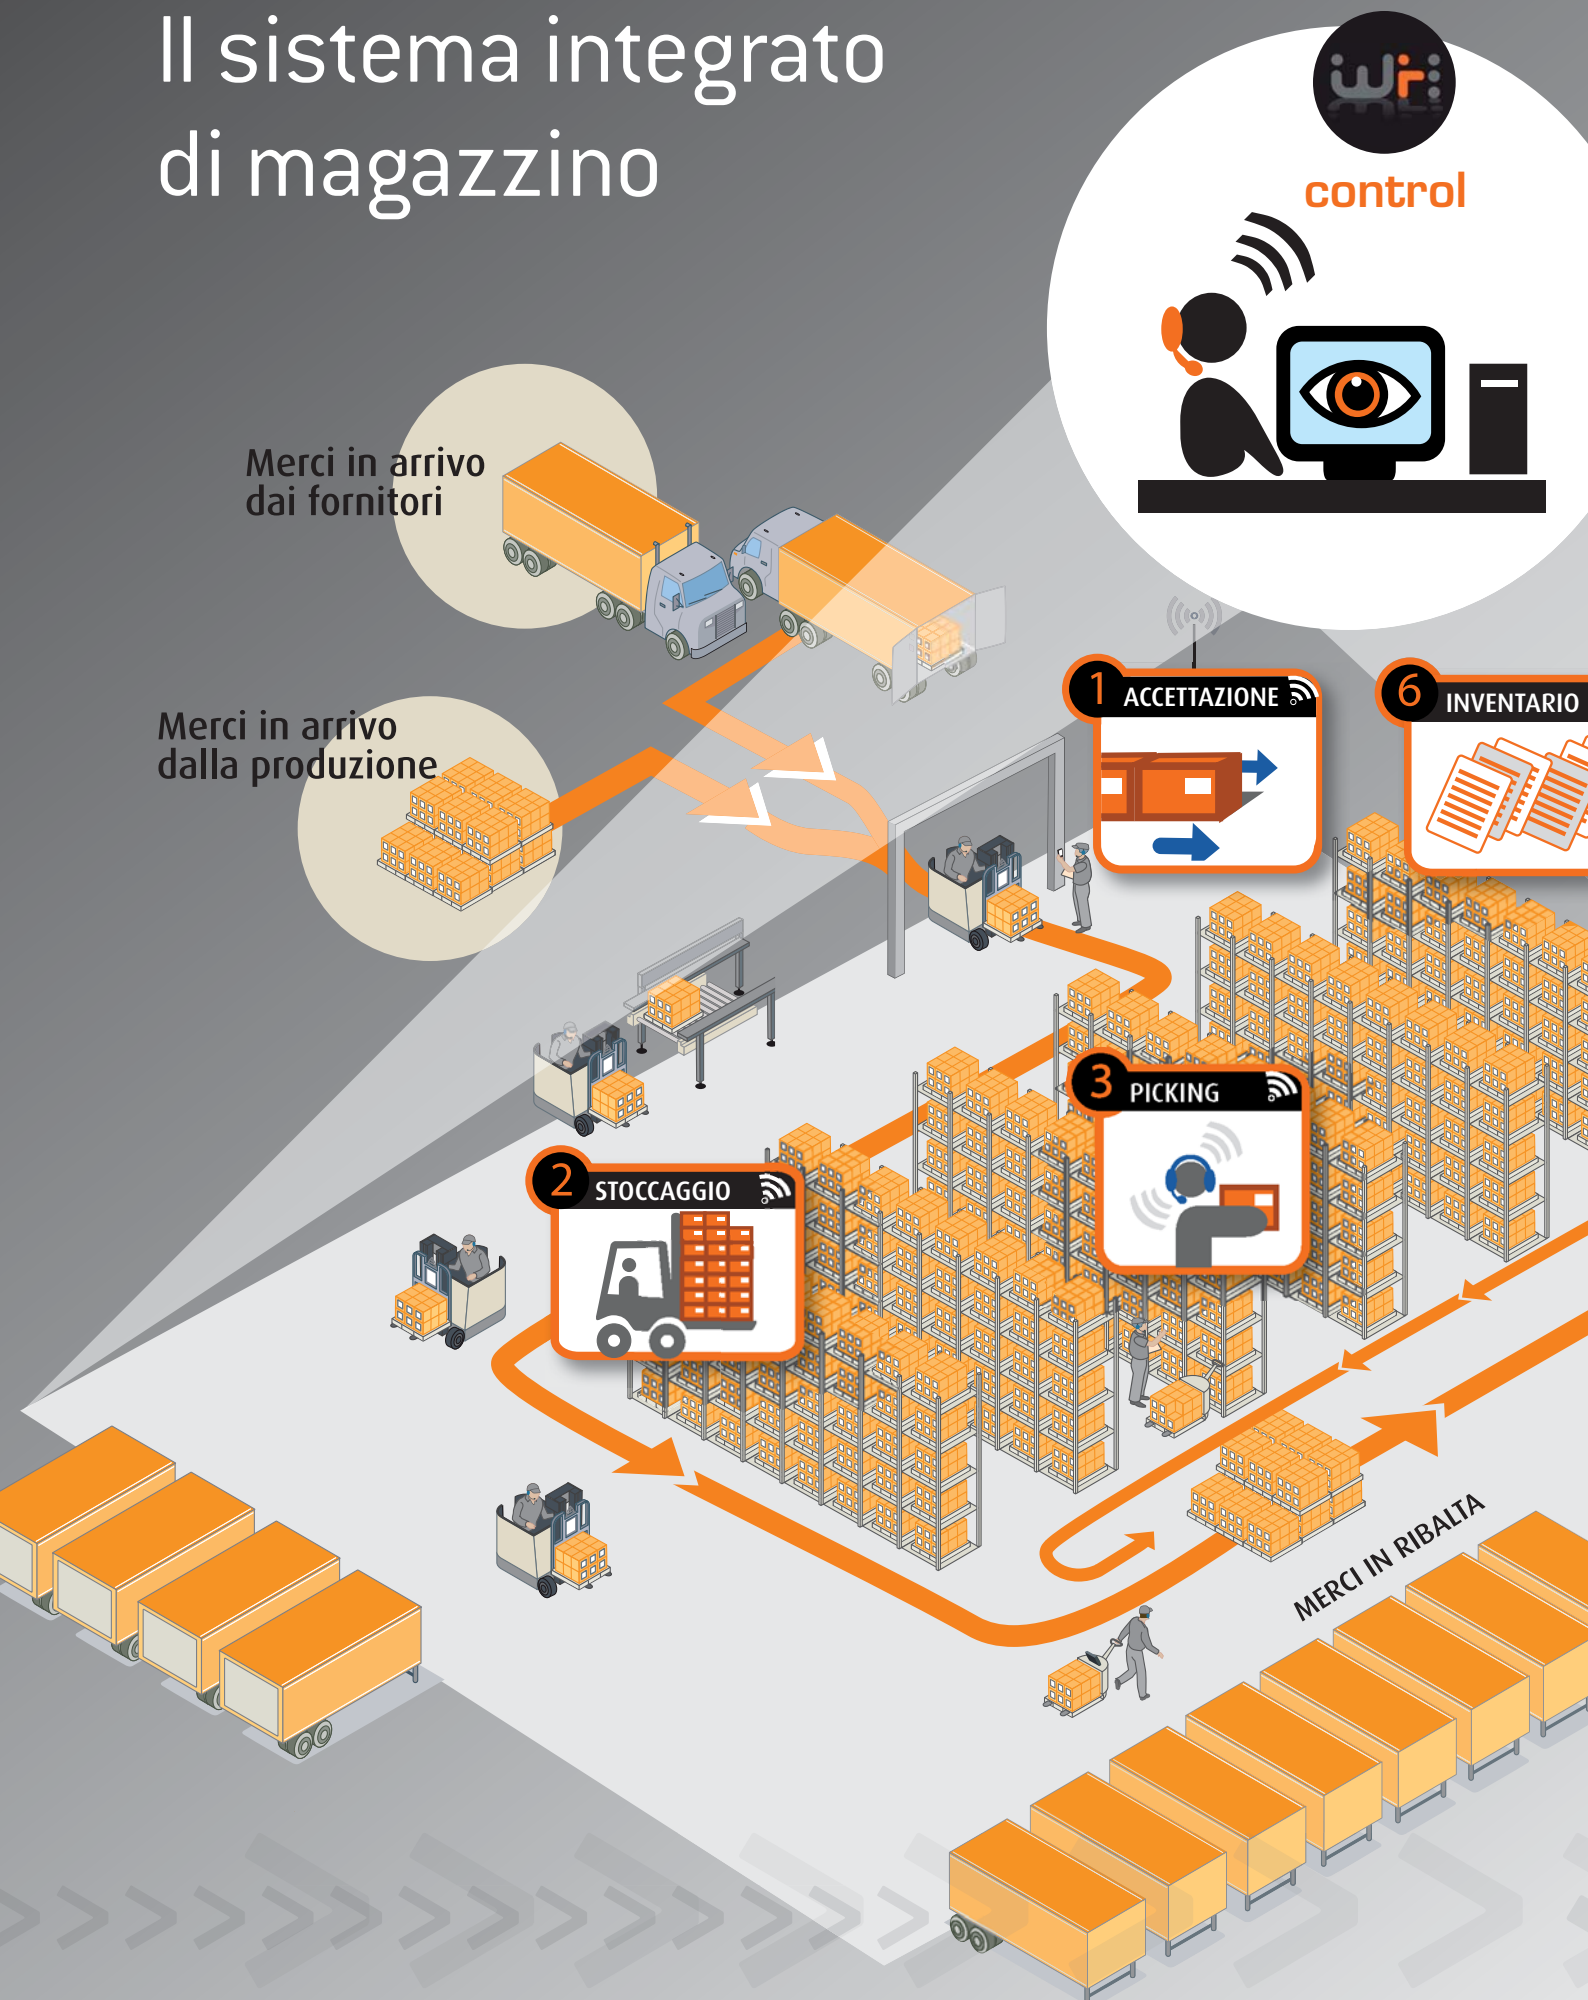 Il sistema integrato
di magazzino
wr
control
Merci in arrivo
dai fornitori
Merci in arrivo
dalla produzione
1 ACCETTAZIONE
6 INVENTARIO
3 PICKING
2 STOCCAGGIO
MERCI IN RIBALTA